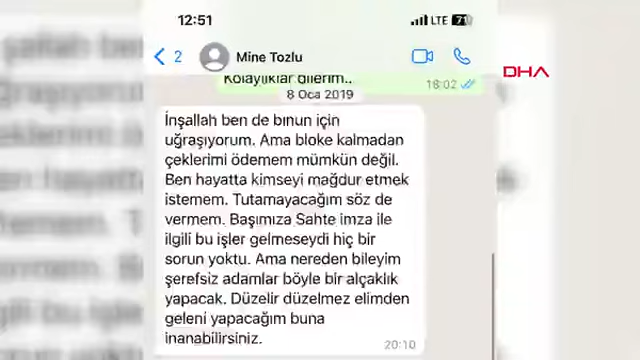 12:51
LTE 71
2 Mine Tozlu
DHA
Kolaylıklar dilerim..
18:02
8 Oca 2019
İnşallah ben de bınun için
uğraşıyorum. Ama bloke kalmadan
çeklerimi ödemem mümkün değil.
Ben hayatta kimseyi mağdur etmek
istemem. Tutamayacağım söz de
vermem. Başımıza Sahte imza ile
ilgili bu işler gelmeseydi hiç bir
sorun yoktu. Ama nereden bileyim
şerefsiz adamlar böyle bir alçaklık
yapacak. Düzelir düzelmez elimden
geleni yapacağım buna
inanabilirsiniz.
20:10